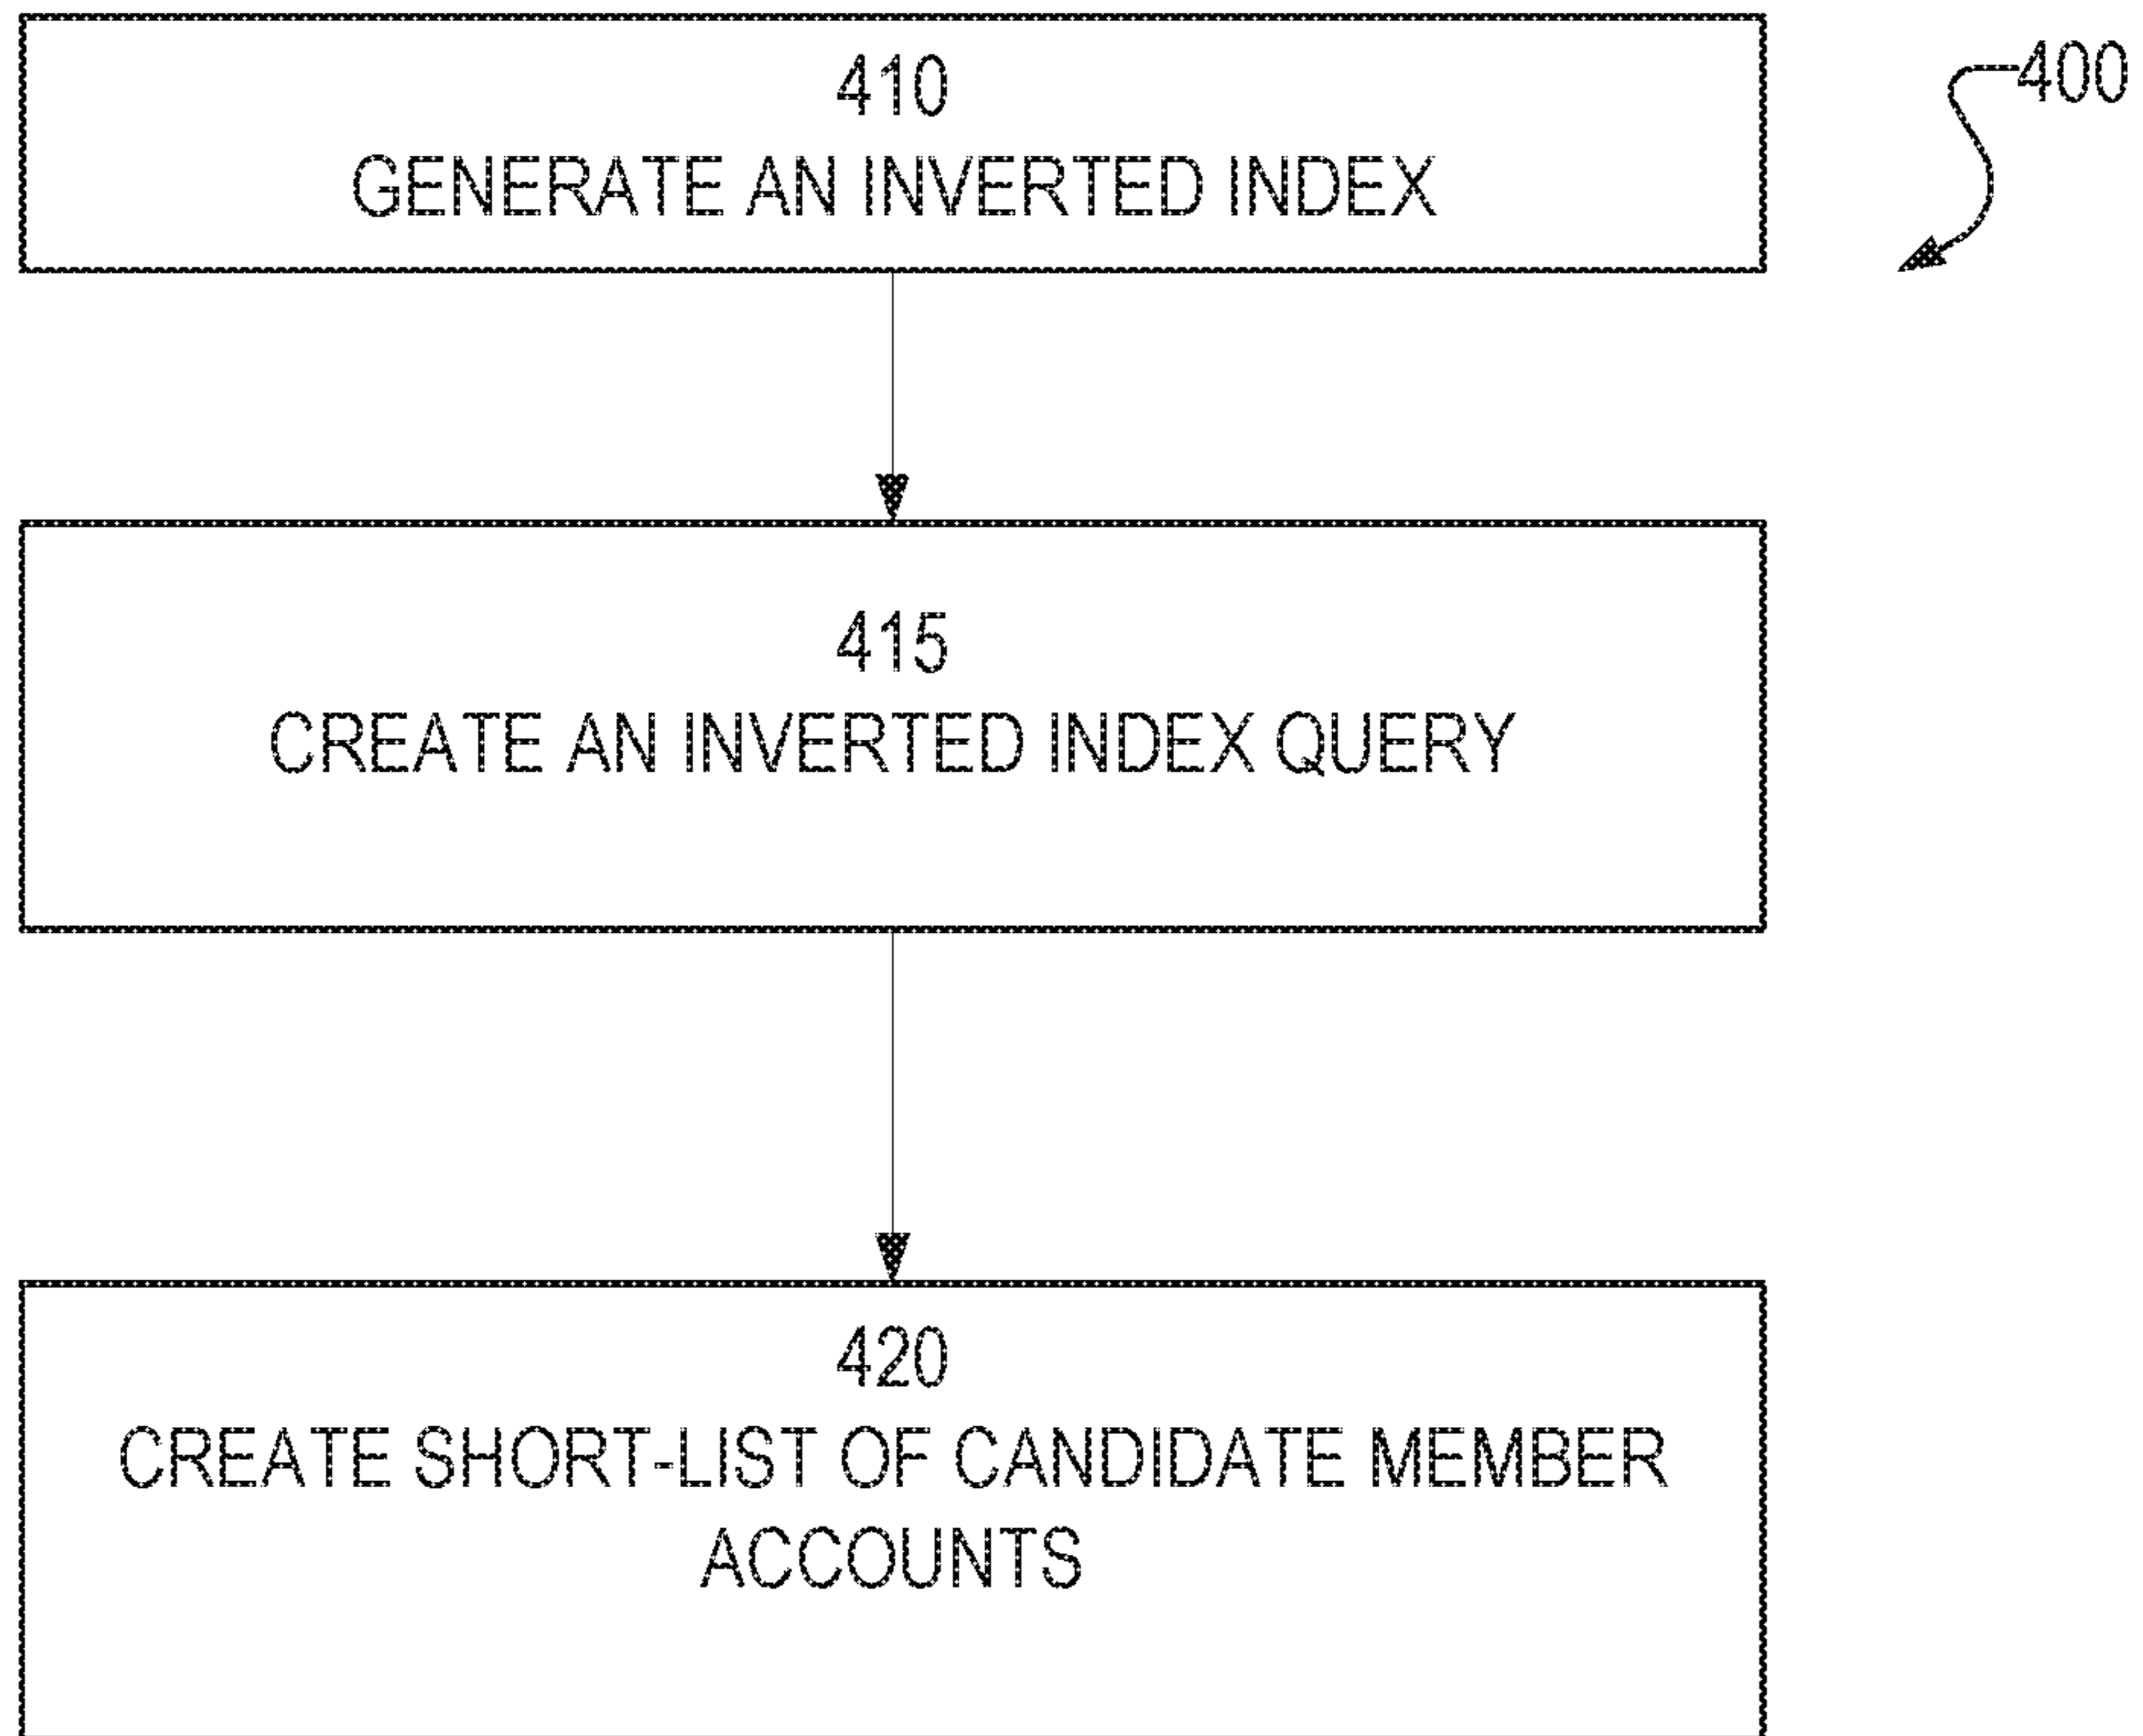 410
GENERATE AN INVERTED INDEX
400
415
CREATE AN INVERTED INDEX QUERY
420
CREATE SHORT-LIST OF CANDIDATE MEMBER
ACCOUNTS